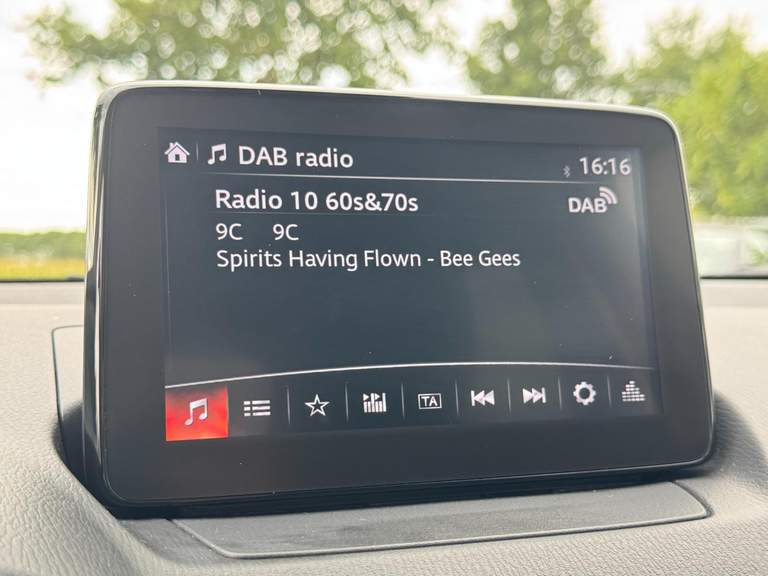 DAB radio 16:16
Radio 10 60s&70s DAB
9C 9C
Spirits Having Flown - Bee Gees
TA